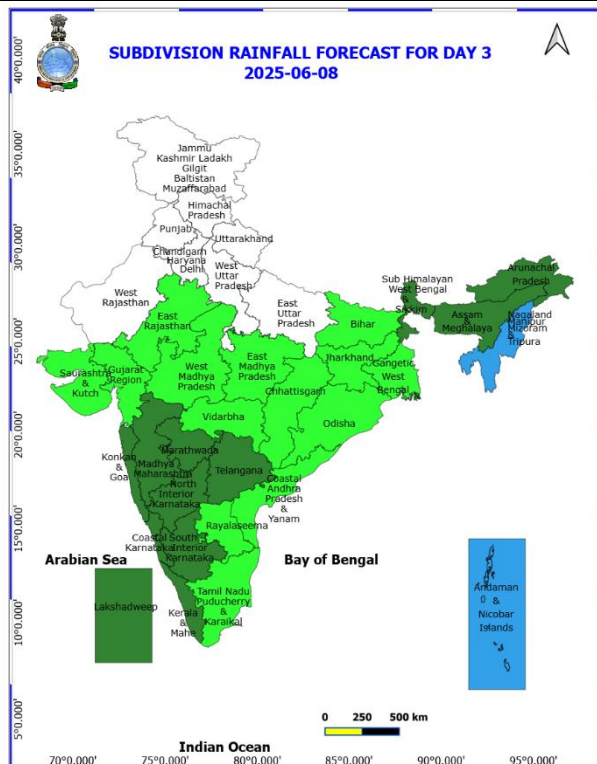 SUBDIVISION RAINFALL FORECAST FOR DAY 3
2025-06-08
40°0.000'
35°0.000'
30°0.000'
25°0.000'
20°0.000'
15°0.000'
10°0.000'
5°0.000'
Jammu
Kashmir Ladakh
Gilgit
Baltistan
Muzaffarabad
Himachal
Pradesh
Punjab
Uttarakhand
Chandigarh
Haryana
Delhi
West
Uttar
Pradesh
West
Rajasthan
East
Uttar
Pradesh
Sub Himalayan
West Bengal
&
Sikkim
Arunachal
Pradesh
Assam
&
Meghalaya
Nagaland
Manipur
Mizoram
&
Tripura
East
Rajasthan
Bihar
Saurashtra
&
Kutch
Gujarat
Region
West
Madhya
Pradesh
East
Madhya
Pradesh
Jharkhand
Gangetic
West
Bengal
Chhattisgarh
Vidarbha
Odisha
Konkan
&
Goa
Madhya
Maharashtra
Marathwada
Telangana
North
Interior
Karnataka
Coastal
Andhra
Pradesh
&
Yanam
Rayalaseema
Coastal
Karnataka
South
Interior
Karnataka
Arabian Sea
Bay of Bengal
Lakshadweep
Kerala
&
Mahe
Tamil Nadu
Puducherry
&
Karaikal
Andaman
&
Nicobar
Islands
0 250 500 km
Indian Ocean
70°0.000' 75°0.000' 80°0.000' 85°0.000' 90°0.000' 95°0.000'